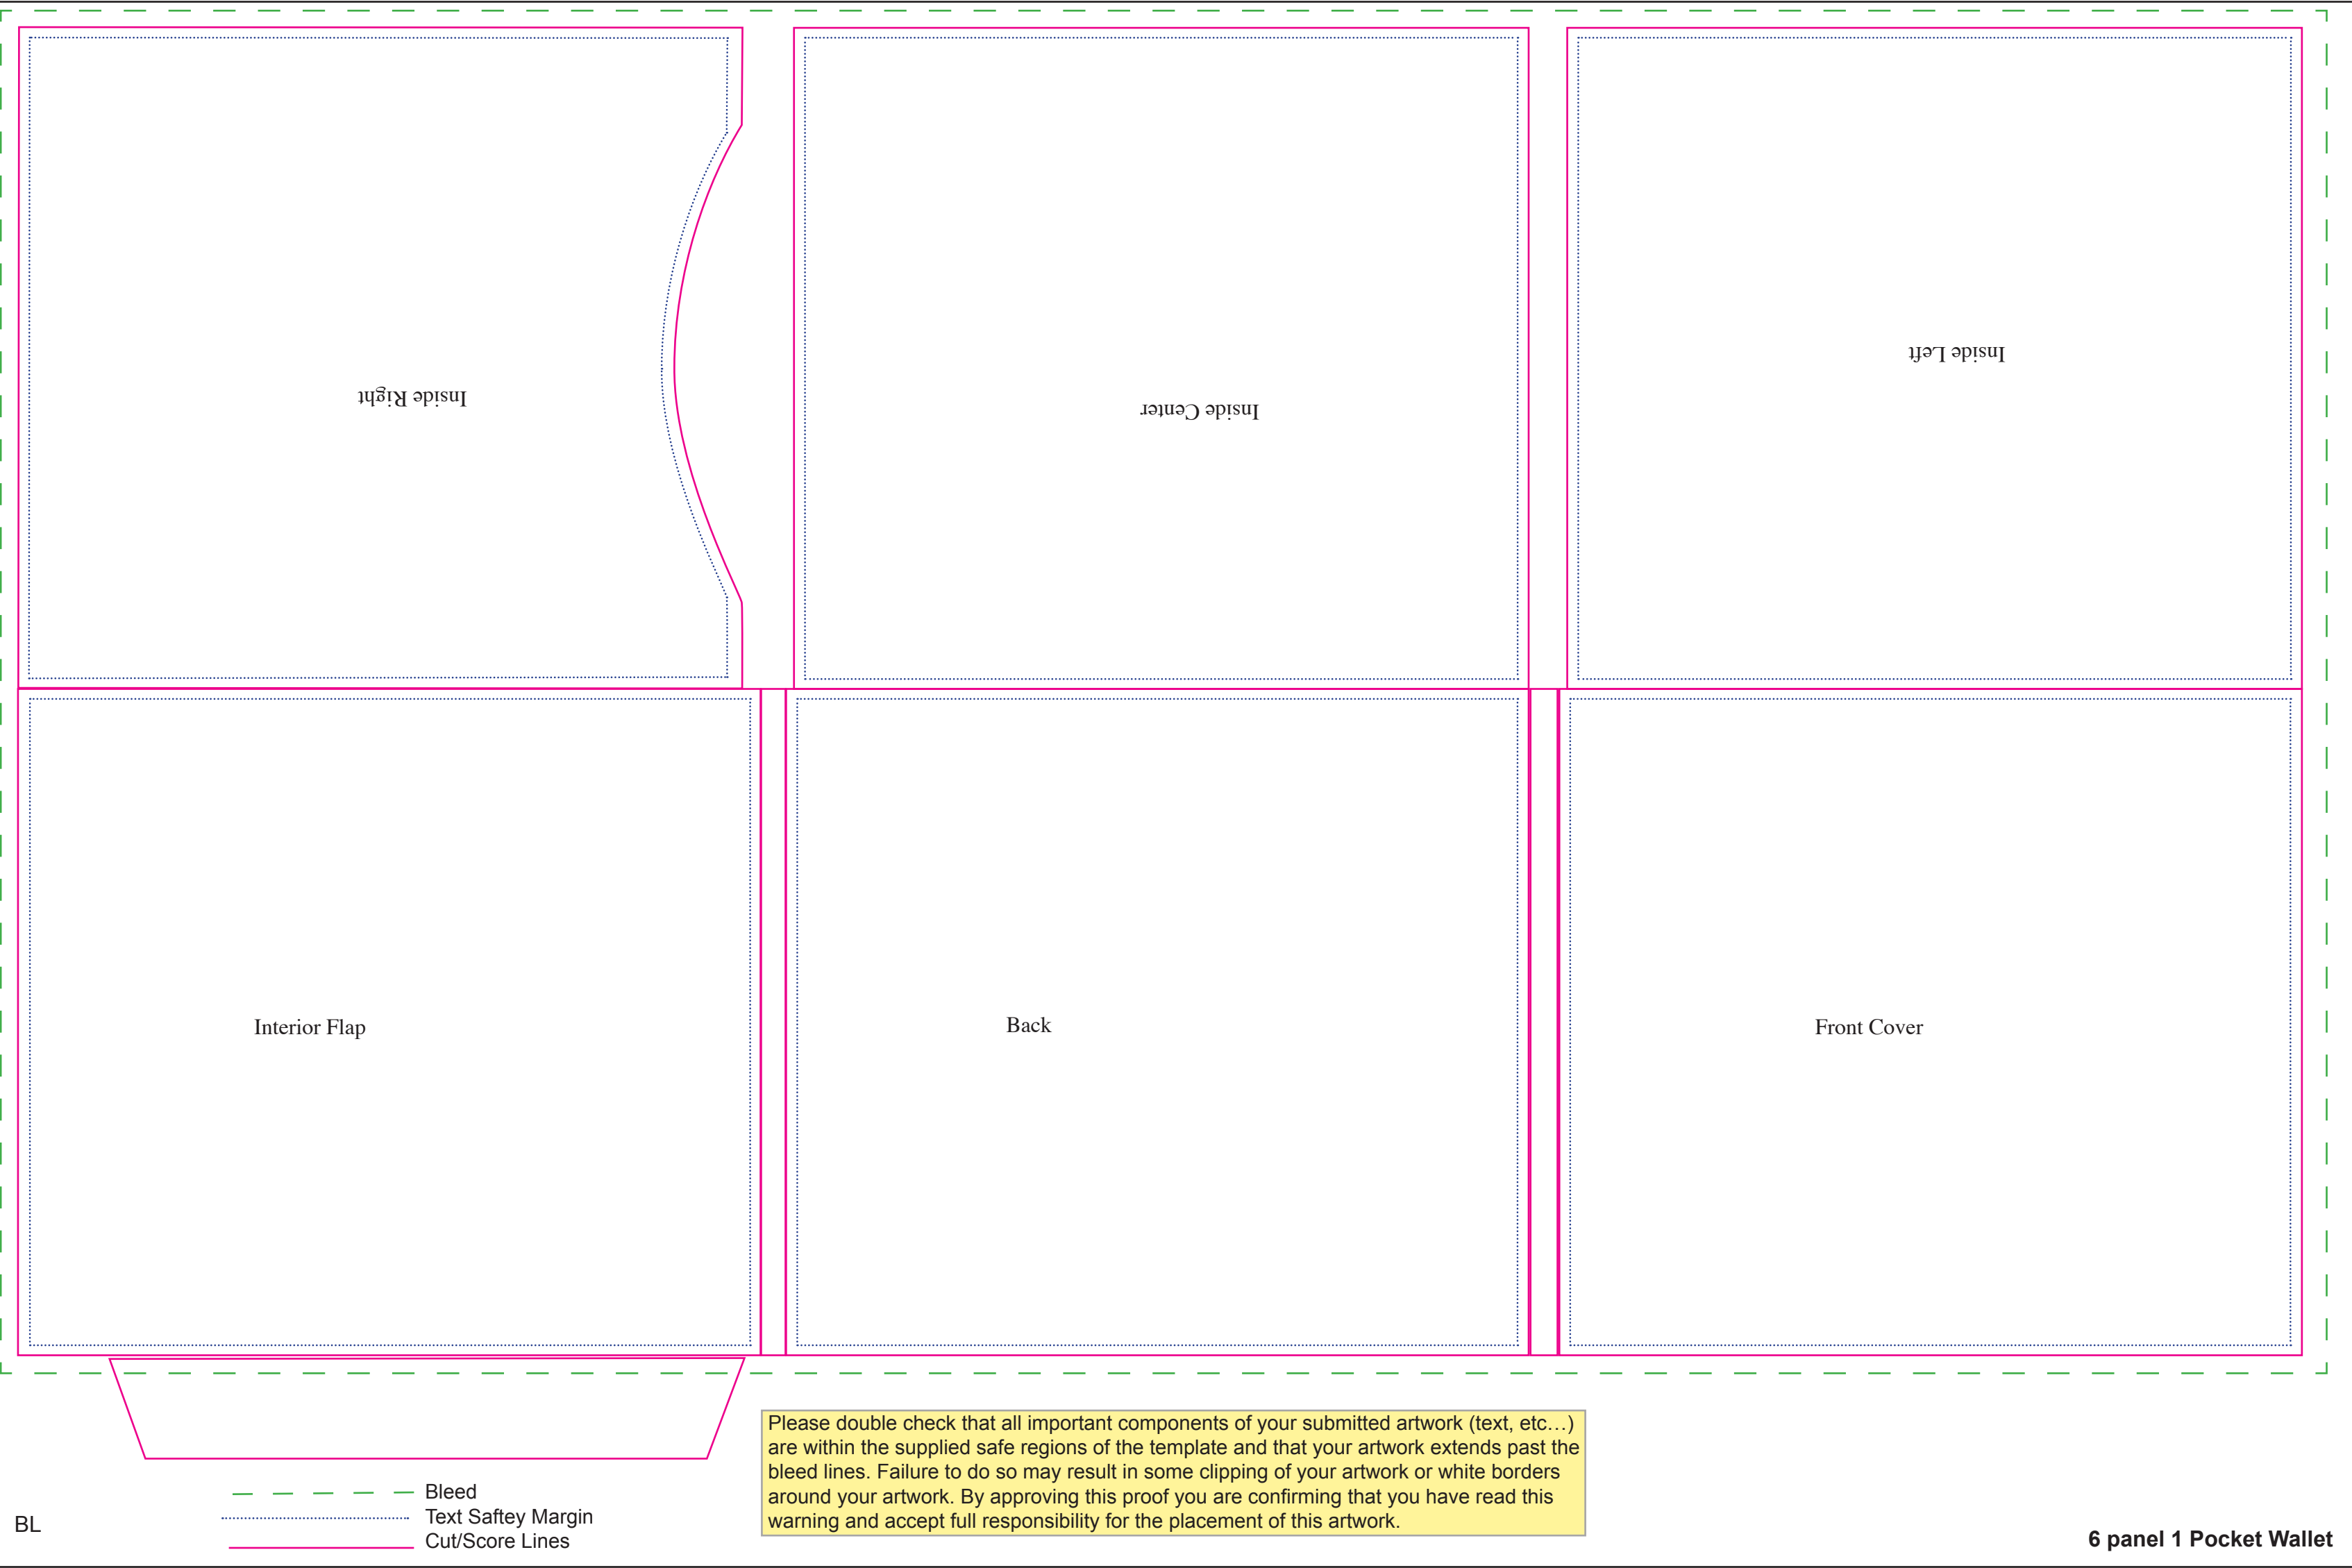 Inside Right
Inside Center
Inside Left
Interior Flap
Back
Front Cover
Please double check that all important components of your submitted artwork (text, etc…)
are within the supplied safe regions of the template and that your artwork extends past the
bleed lines. Failure to do so may result in some clipping of your artwork or white borders
around your artwork. By approving this proof you are confirming that you have read this
warning and accept full responsibility for the placement of this artwork.
Bleed
Text Saftey Margin
Cut/Score Lines
BL
6 panel 1 Pocket Wallet